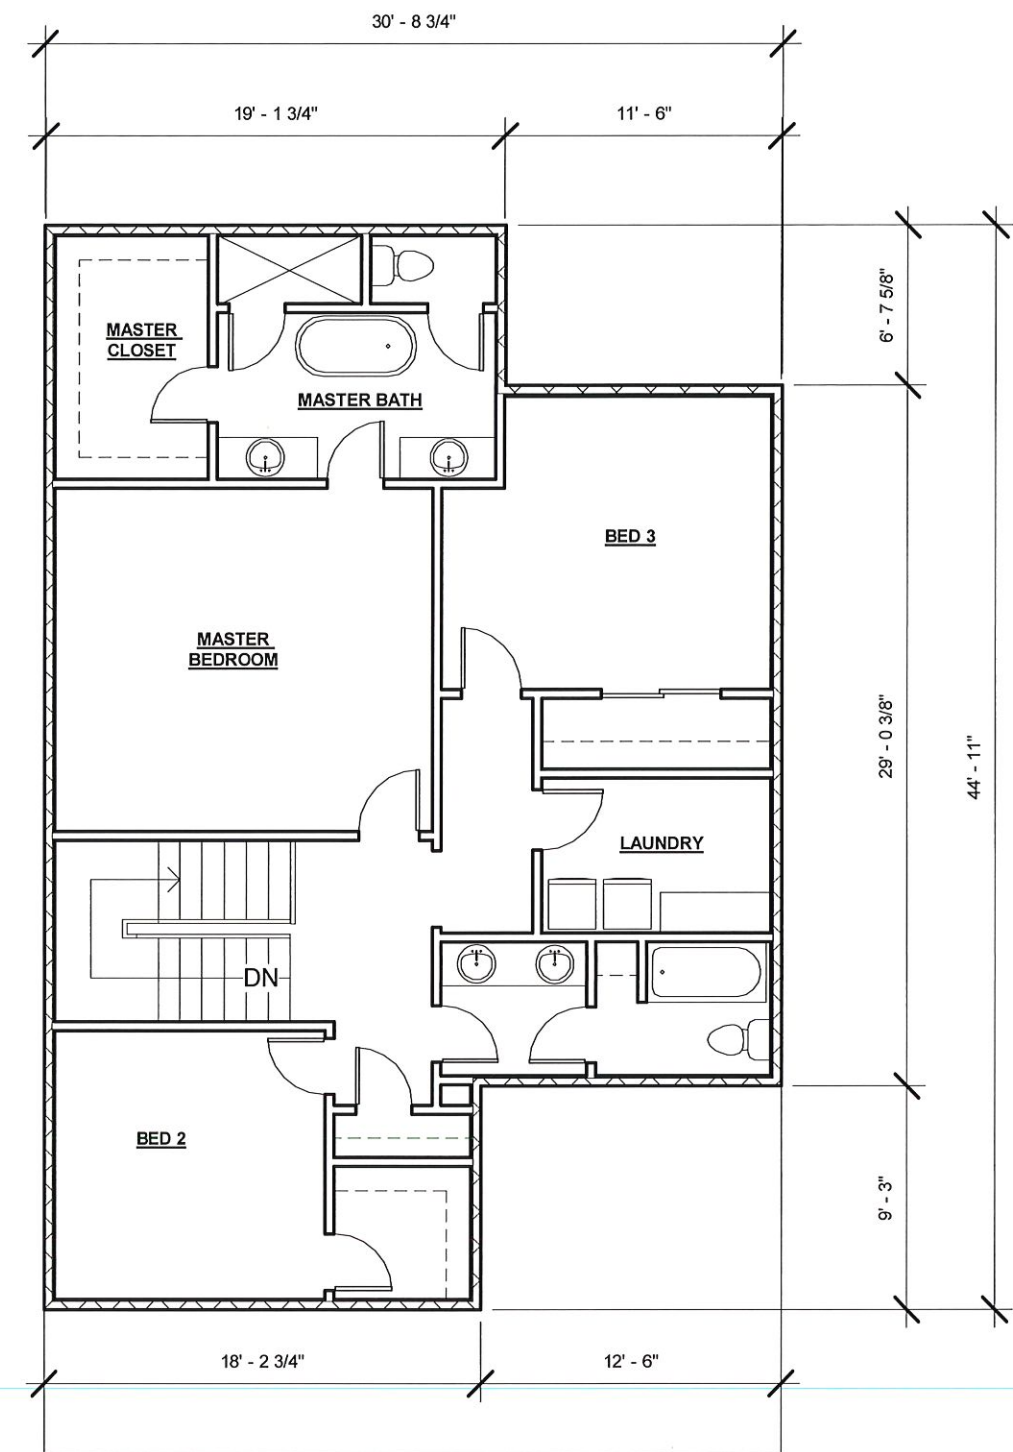 30' - 8 3/4"
19' - 1 3/4"
11' - 6"
6' - 7 5/8"
MASTER
CLOSET
MASTER BATH
BED 3
MASTER
BEDROOM
29' - 0 3/8"
44' - 11"
LAUNDRY
DN
BED 2
9' - 3"
18' - 2 3/4"
12' - 6"